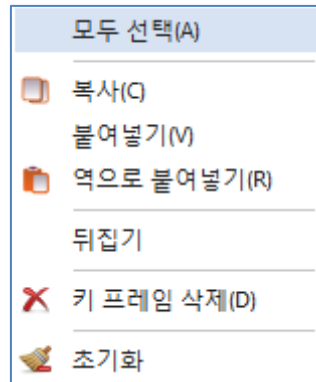 모두 선택(A)
복사(C)
붙여넣기(V)
역으로 붙여넣기(R)
뒤집기
키 프레임 삭제(D)
초기화